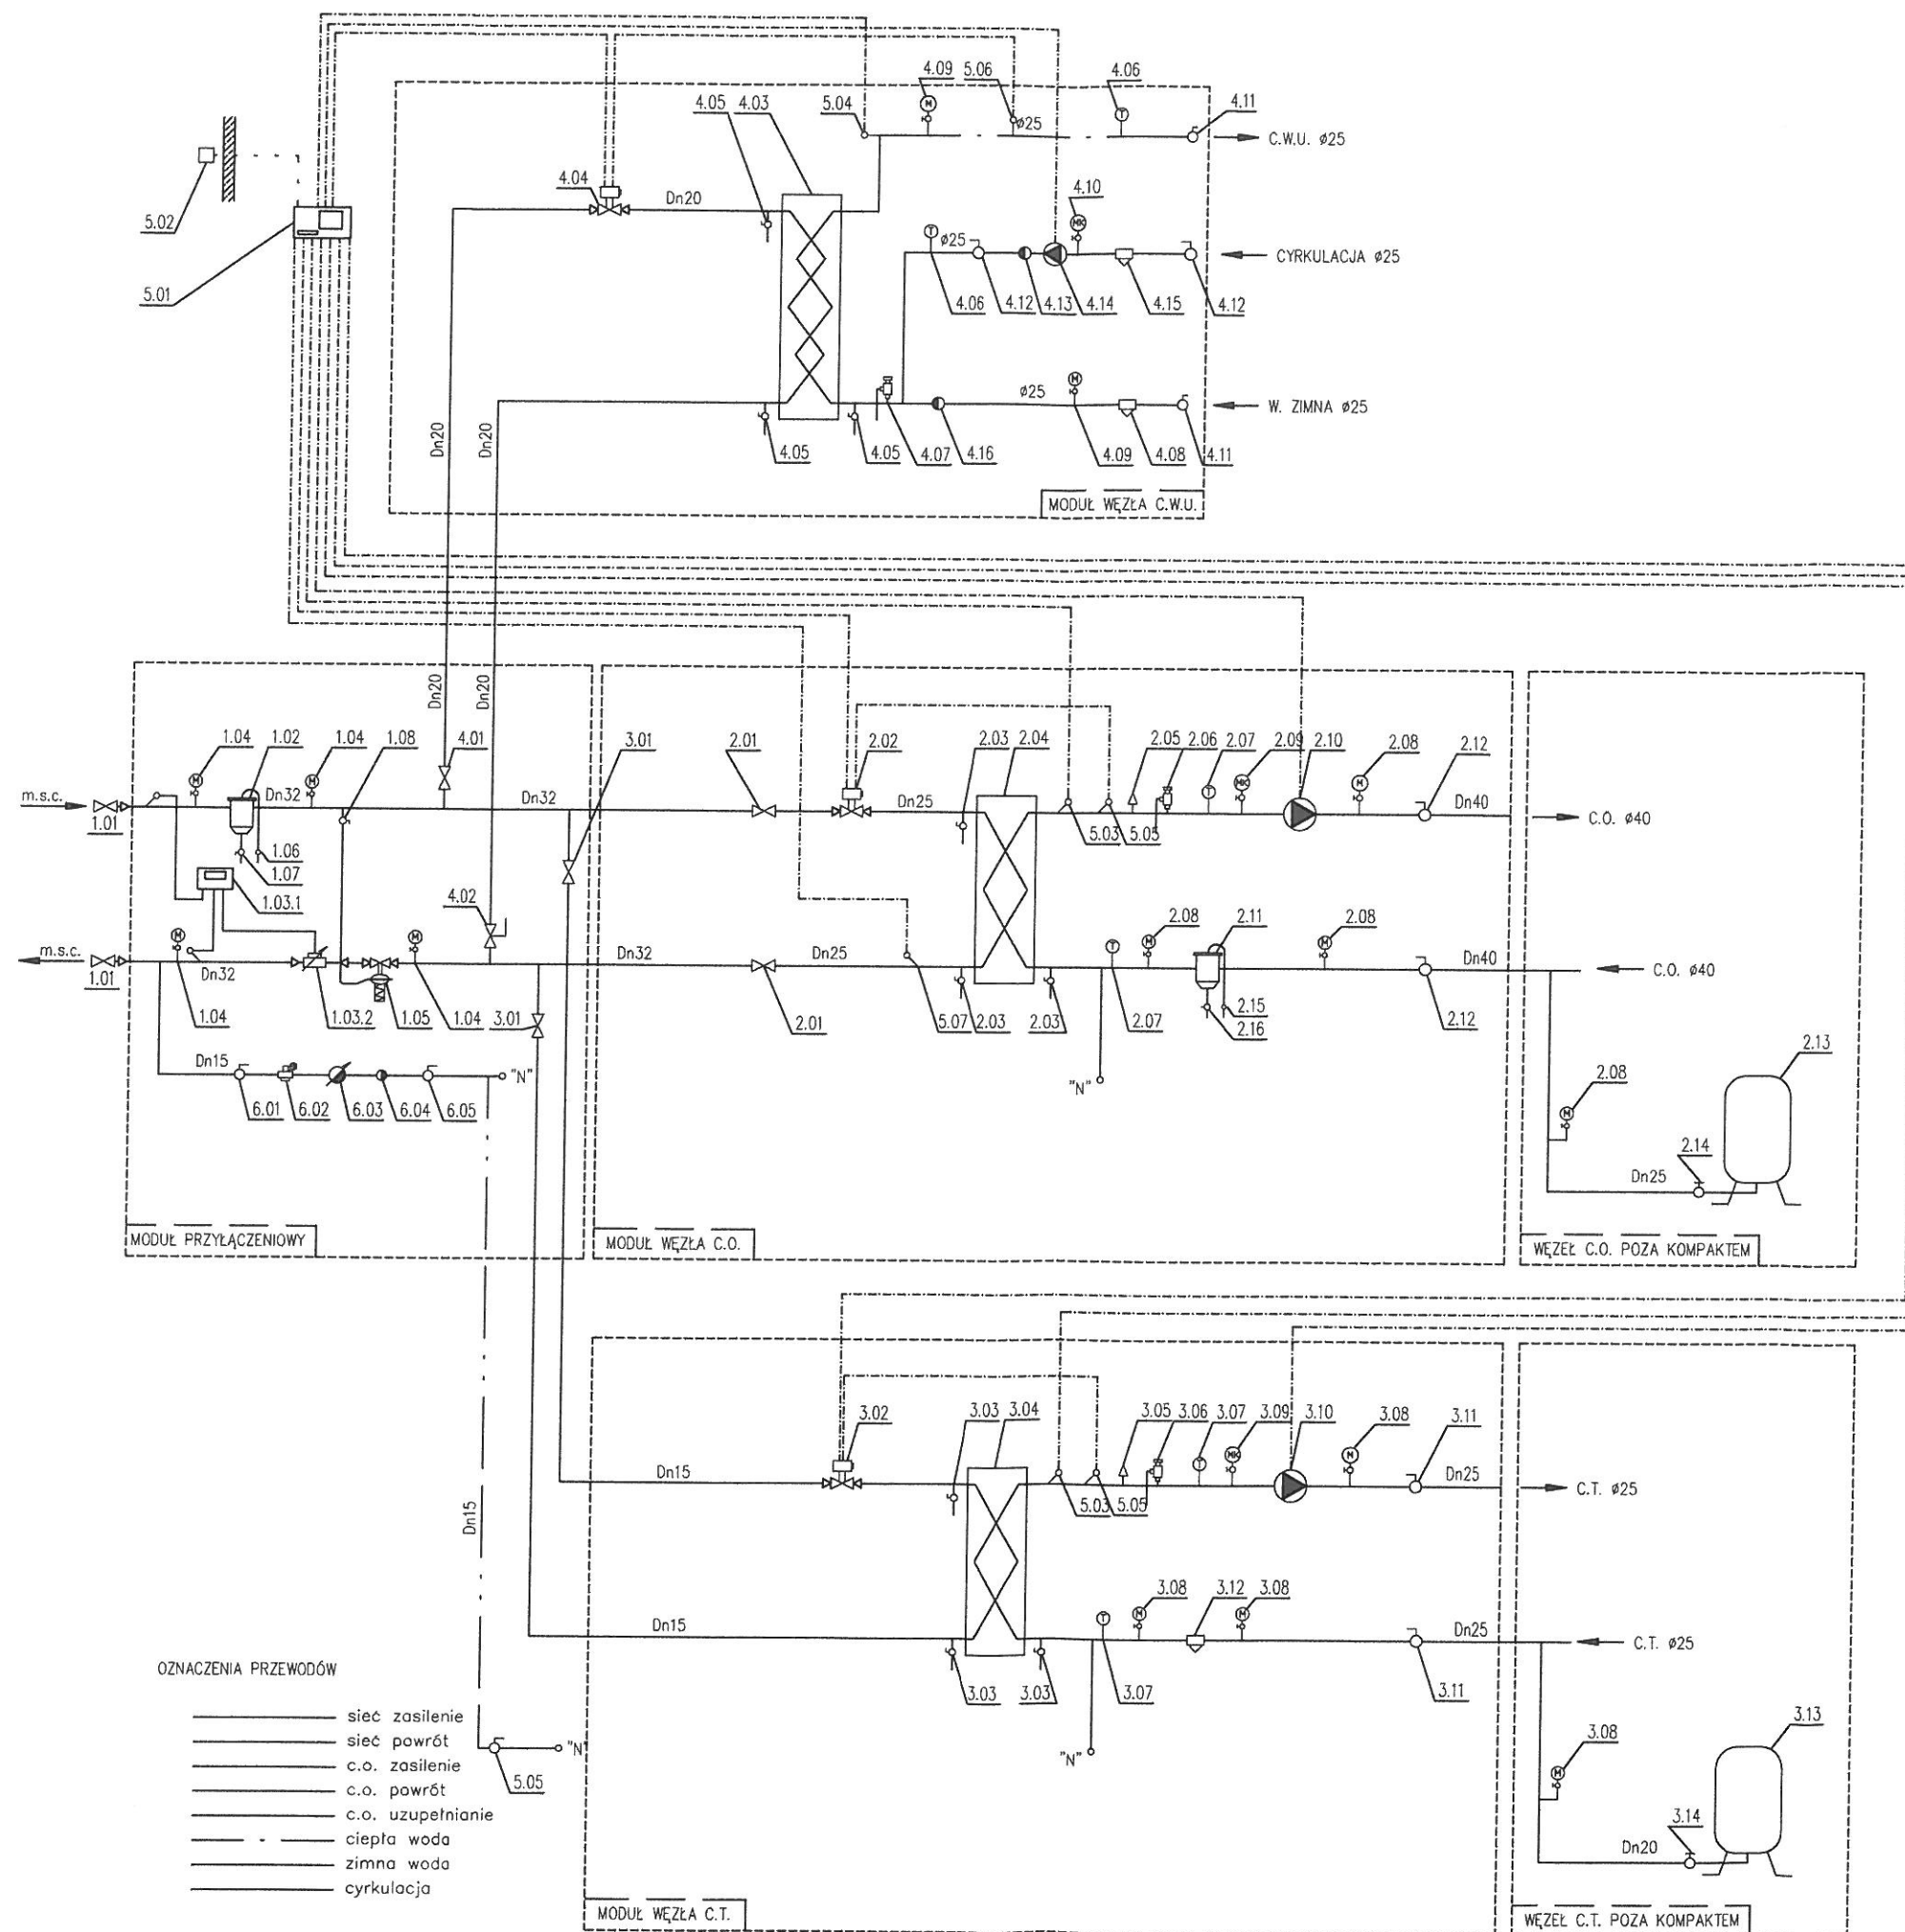 4.09 5.06 4.06
4.05 4.03 5.04 4.11
ø25
C.W.U. ø25
5.02
4.04
Dn20
4.10
MK
M
T
ø25
CYRKULACJA ø25
5.01
4.06 4.12 4.13 4.14 4.15 4.12
M
ø25
W. ZIMNA ø25
Dn20
Dn20
4.05 4.05 4.07 4.16 4.09 4.08 4.11
MODUŁ WĘZŁA C.W.U.
Dn20
Dn20
1.04 1.02 1.04 1.08 4.01 3.01 2.01 2.02 2.03 2.04 2.05 2.06 2.07 2.09 2.10 2.08 2.12
m.s.c.
M
M
T
MK
M
Dn32
Dn32
Dn25
Dn40
C.O. ø40
1.01
1.06
1.07
5.03 5.05
1.03.1
4.02
2.08 2.11 2.08
M
M
T
M
M
m.s.c.
Dn32
Dn32
Dn25
Dn40
C.O. ø40
1.01
1.04 1.03.2 1.05 1.04 3.01 2.01 5.07 2.03 2.03 2.07 2.15
2.16
2.12
Dn15
"N"
"N"
6.01 6.02 6.03 6.04 6.05
2.13
2.08
M
2.14
Dn25
MODUŁ PRZYŁĄCZENIOWY
MODUŁ WĘZŁA C.O.
WĘZEŁ C.O. POZA KOMPAKTEM
3.02 3.03 3.04 3.05 3.06 3.07 3.09 3.10 3.08 3.11
T
MK
M
Dn15
Dn15
Dn25
C.T. ø25
5.03 5.05
3.08 3.12 3.08
T
M
M
Dn15
Dn25
C.T. ø25
3.03 3.03 3.07 3.11
"N"
3.08
M
3.13
3.14
Dn20
"N"
5.05
OZNACZENIA PRZEWODÓW
sieć zasilenie
sieć powrót
c.o. zasilenie
c.o. powrót
c.o. uzupełnianie
ciepła woda
zimna woda
cyrkulacja
MODUŁ WĘZŁA C.T.
WĘZEŁ C.T. POZA KOMPAKTEM